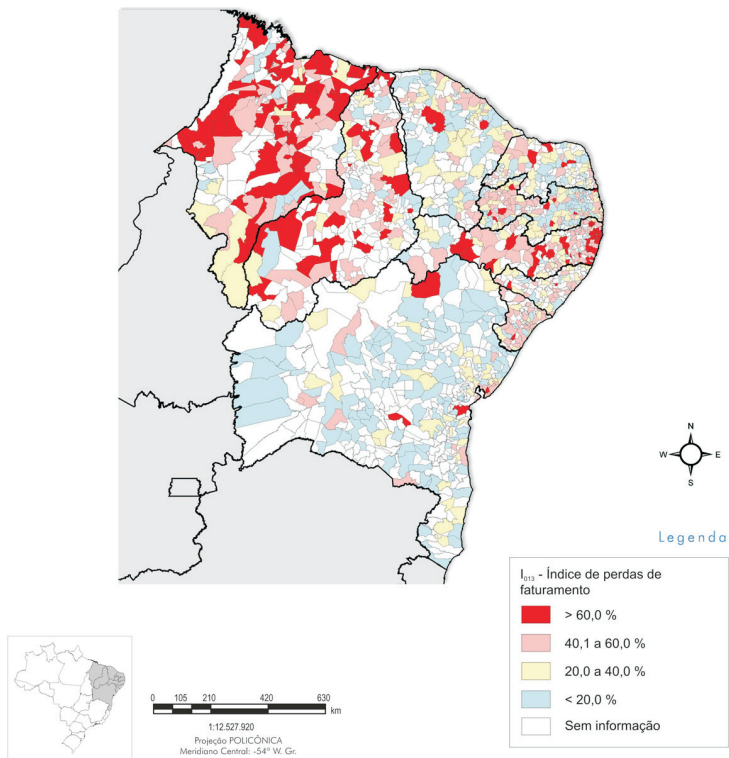 N
W E
S
Legenda
I013 - Índice de perdas de
faturamento
> 60,0 %
40,1 a 60,0 %
20,0 a 40,0 %
< 20,0 %
Sem informação
0 105 210 420 630
km
1:12.527.920
Projeção POLICÔNICA
Meridiano Central: -54º W. Gr.